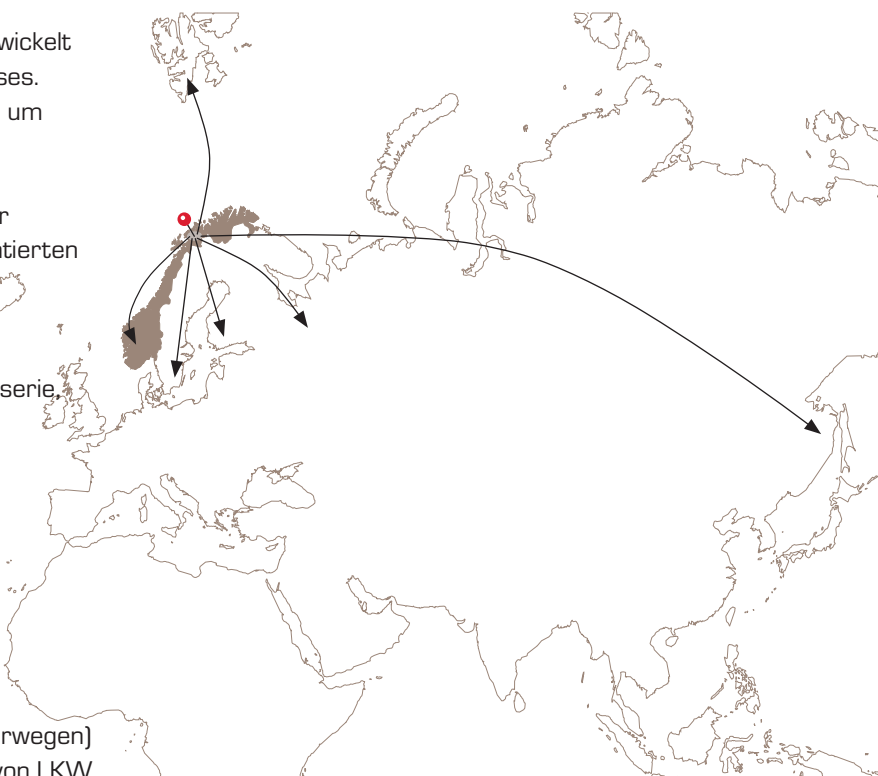 wickelt
ses.
um
r
tierten
serie,
rwegen)
von LKW